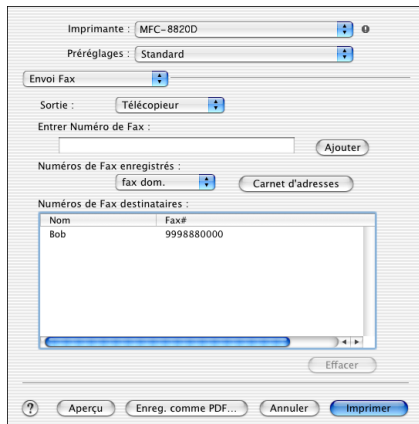 Imprimante : MFC-8820D
Préréglages : Standard
Envoi Fax
Sortie : Télécopieur
Entrer Numéro de Fax :
Ajouter
Numéros de Fax enregistrés :
fax dom. Carnet d'adresses
Numéros de Fax destinataires :
Nom Fax#
Bob 9998880000
Effacer
? Aperçu Enreg. comme PDF... Annuler Imprimer